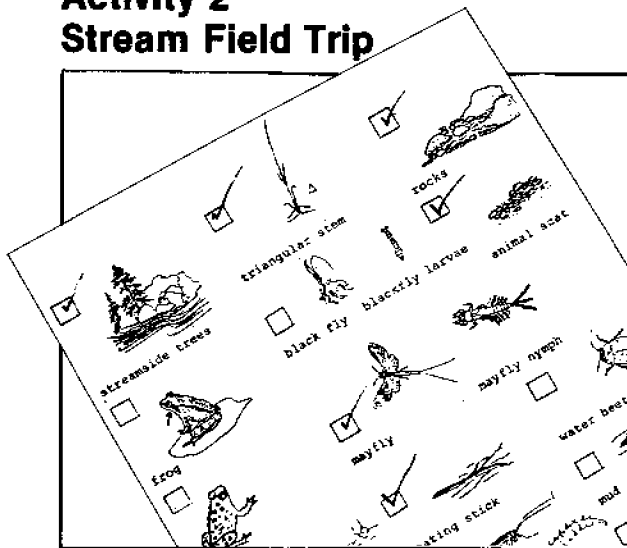 Activity 2
Stream Field Trip
rocks
triangular stem
animal scat
blackfly larvae
black fly
streamside trees
mayfly nymph
mayfly
frog
water
mud
stick